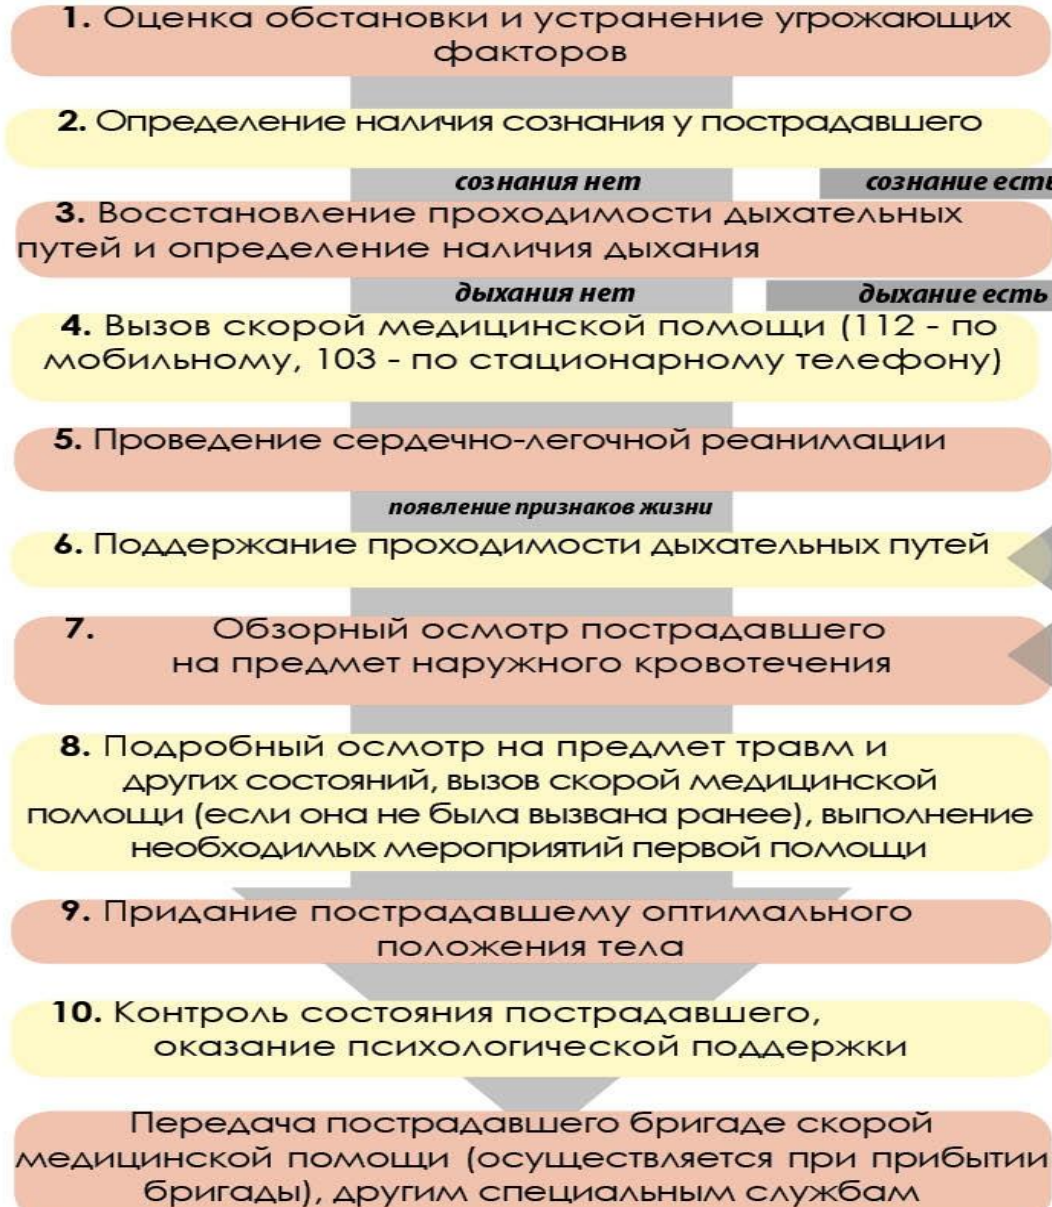 1. Оценка обстановки и устранение угрожающих
факторов
2. Определение наличия сознания у пострадавшего
сознания нет
сознание есть
3. Восстановление проходимости дыхательных
путей и определение наличия дыхания
дыхания нет
дыхание есть
4. Вызов скорой медицинской помощи (112 - по
мобильному, 103 - по стационарному телефону)
5. Проведение сердечно-легочной реанимации
появление признаков жизни
6. Поддержание проходимости дыхательных путей
7. Обзорный осмотр пострадавшего
на предмет наружного кровотечения
8. Подробный осмотр на предмет травм и
других состояний, вызов скорой медицинской
помощи (если она не была вызвана ранее), выполнение
необходимых мероприятий первой помощи
9. Придание пострадавшему оптимального
положения тела
10. Контроль состояния пострадавшего,
оказание психологической поддержки
Передача пострадавшего бригаде скорой
медицинской помощи (осуществляется при прибытии
бригады), другим специальным службам